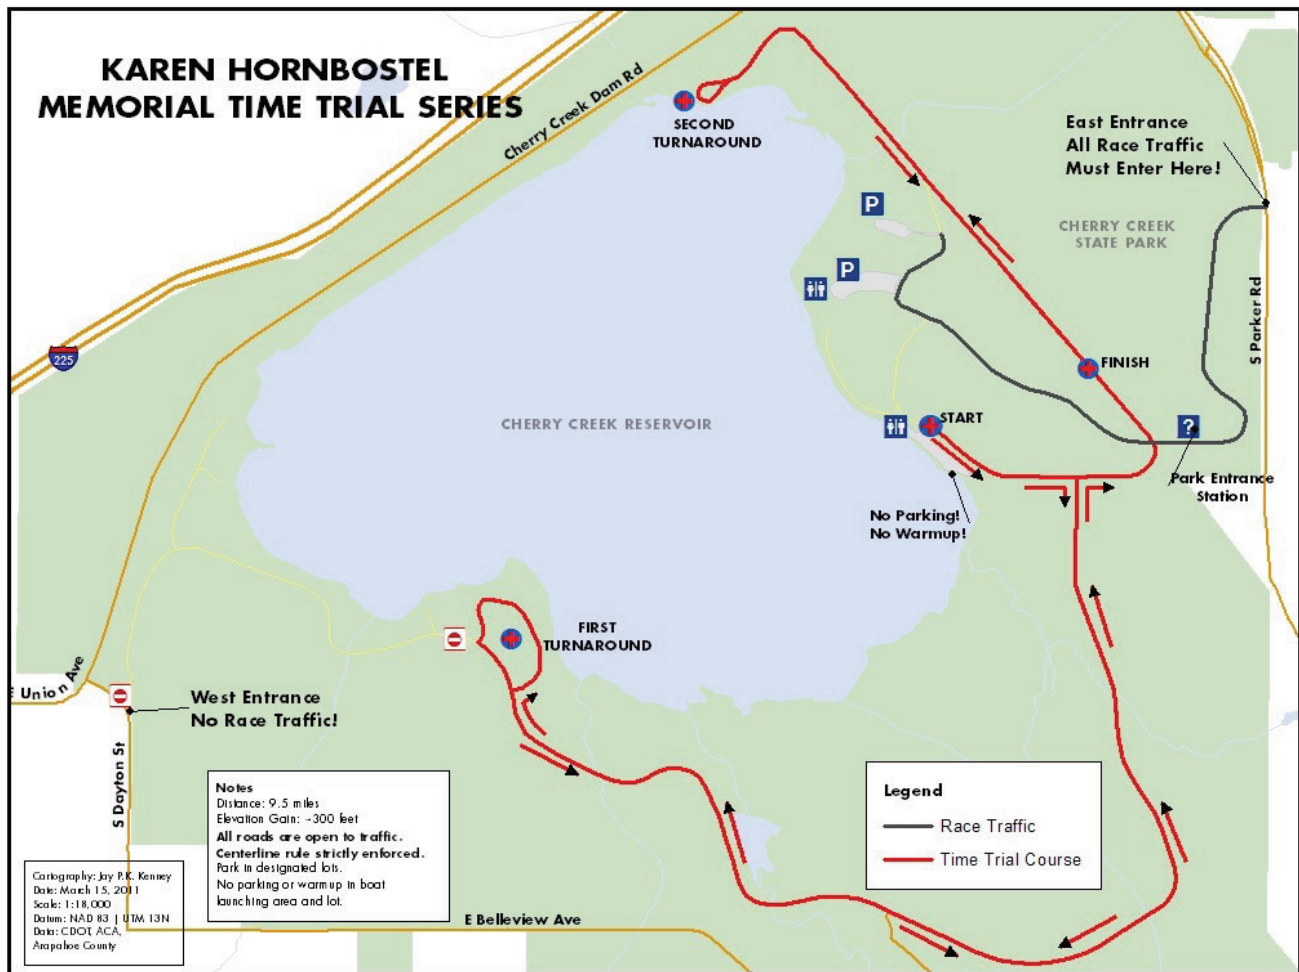 KAREN HORNBOSTEL
MEMORIAL TIME TRIAL SERIES
Cherry Creek Dam Rd
SECOND
TURNAROUND
East Entrance
All Race Traffic
Must Enter Here!
P
CHERRY CREEK
STATE PARK
P
S Parker Rd
225
FINISH
START
CHERRY CREEK RESERVOIR
?
Park Entrance
Station
No Parking!
No Warmup!
FIRST
TURNAROUND
E Union Ave
West Entrance
No Race Traffic!
S Dayton St
Notes
Distance: 9.5 miles
Elevation Gain: ~300 feet
All roads are open to traffic.
Centerline rule strictly enforced.
Park in designated lots.
No parking or warmup in boat
launching area and lot.
Legend
Race Traffic
Time Trial Course
Cartography: Jay P.K. Kenney
Date: March 15, 2011
Scale: 1:18,000
Datum: NAD 83 | UTM 13N
Data: CDOT, ACA,
Arapahoe County
E Belleview Ave